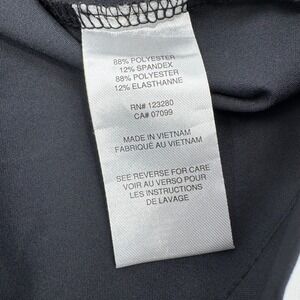 88% POLYESTER
12% SPANDEX
88% POLYESTER
12% ELASTHANNE
RN# 123280
CA# 07099
MADE IN VIETNAM
FABRIQUÉ AU VIETNAM
SEE REVERSE FOR CARE
VOIR AU VERSO POUR
LES INSTRUCTIONS
DE LAVAGE